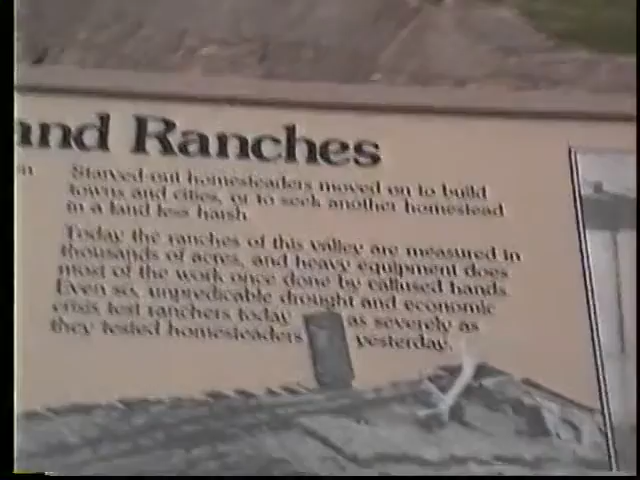 and Ranches
Starved-out homesteaders moved on to build
towns and cities, or to seek another homestead
in a land less harsh.
Today the ranches of this valley are measured in
thousands of acres, and heavy equipment does
most of the work once done by callused hands.
Even so, unpredicable drought and economic
crisis test ranchers today as severely as
they tested homesteaders yesterday.